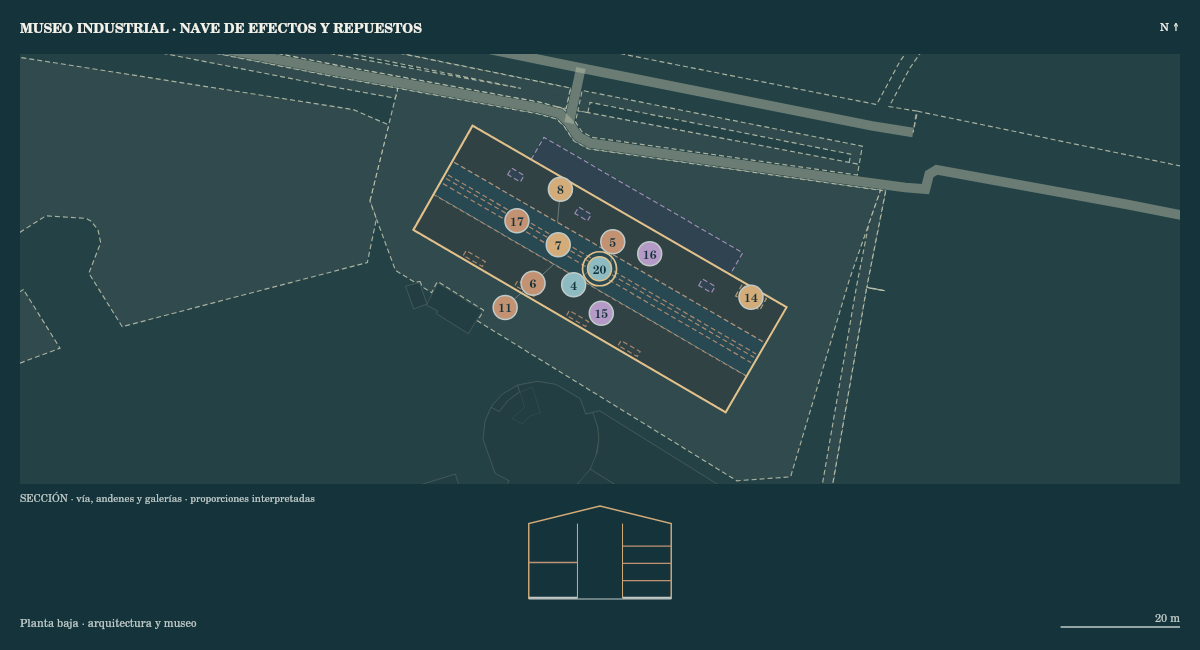 MUSEO INDUSTRIAL · NAVE DE EFECTOS Y REPUESTOS
N ↑
8
17
5
7
16
20
6
4
14
11
15
SECCIÓN · vía, andenes y galerías · proporciones interpretadas
20 m
Planta baja · arquitectura y museo